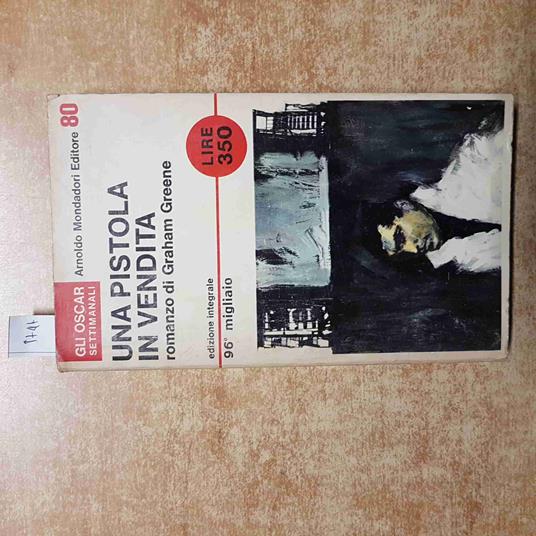 GLI OSCAR
SETTIMANALI
Arnoldo Mondadori Editore 80
UNA PISTOLA
IN VENDITA
romanzo di Graham Greene
LIRE
350
edizione integrale
96° migliaio